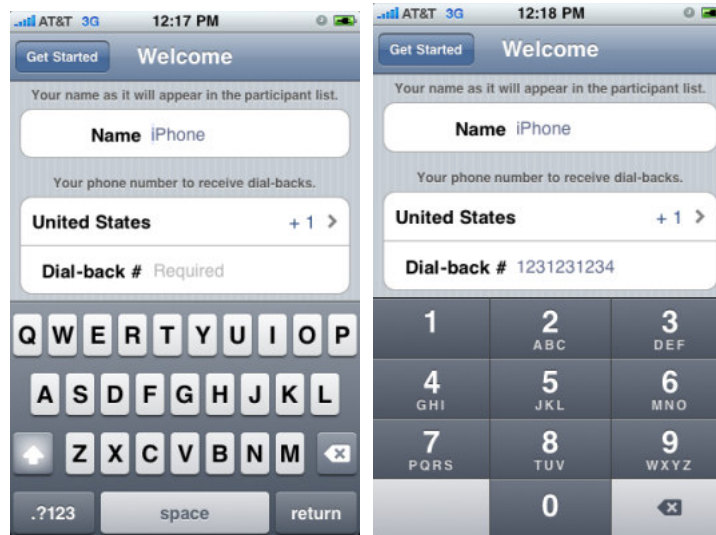 AT&T 3G 12:17 PM
Get Started Welcome
Your name as it will appear in the participant list.
Name iPhone
Your phone number to receive dial-backs.
United States + 1 >
Dial-back # Required
Q W E R T Y U I O P
A S D F G H J K L
Z X C V B N M
.?123 space return
AT&T 3G 12:18 PM
Get Started Welcome
Your name as it will appear in the participant list.
Name iPhone
Your phone number to receive dial-backs.
United States + 1 >
Dial-back # 1231231234
1 2 3
ABC DEF
4 5 6
GHI JKL MNO
7 8 9
PQRS TUV WXYZ
0